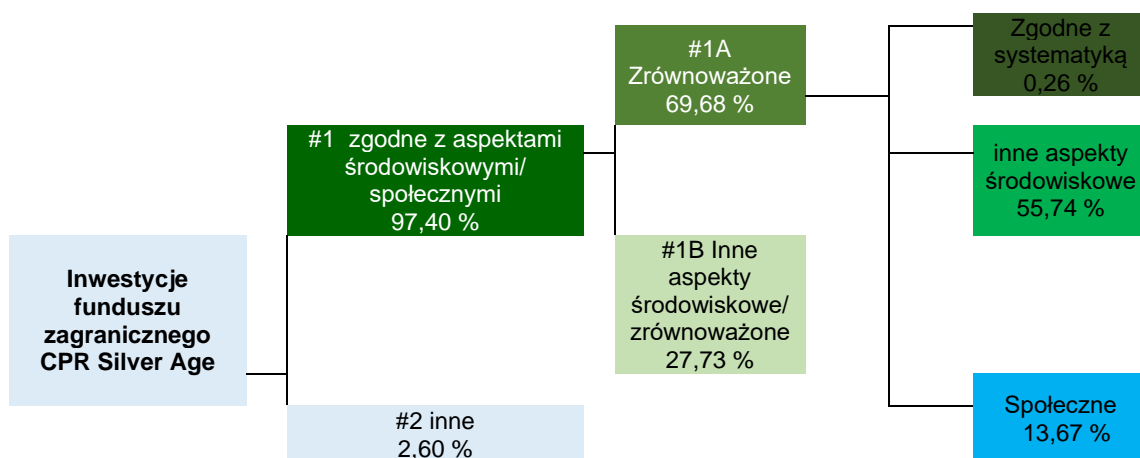 Inwestycje
funduszu
zagranicznego
CPR Silver Age
#1 zgodne z aspektami
środowiskowymi/
społecznymi
97,40 %
#2 inne
2,60 %
#1A
Zrównoważone
69,68 %
#1B Inne
aspekty
środowiskowe/
zrównoważone
27,73 %
Zgodne z
systematyką
0,26 %
inne aspekty
środowiskowe
55,74 %
Społeczne
13,67 %